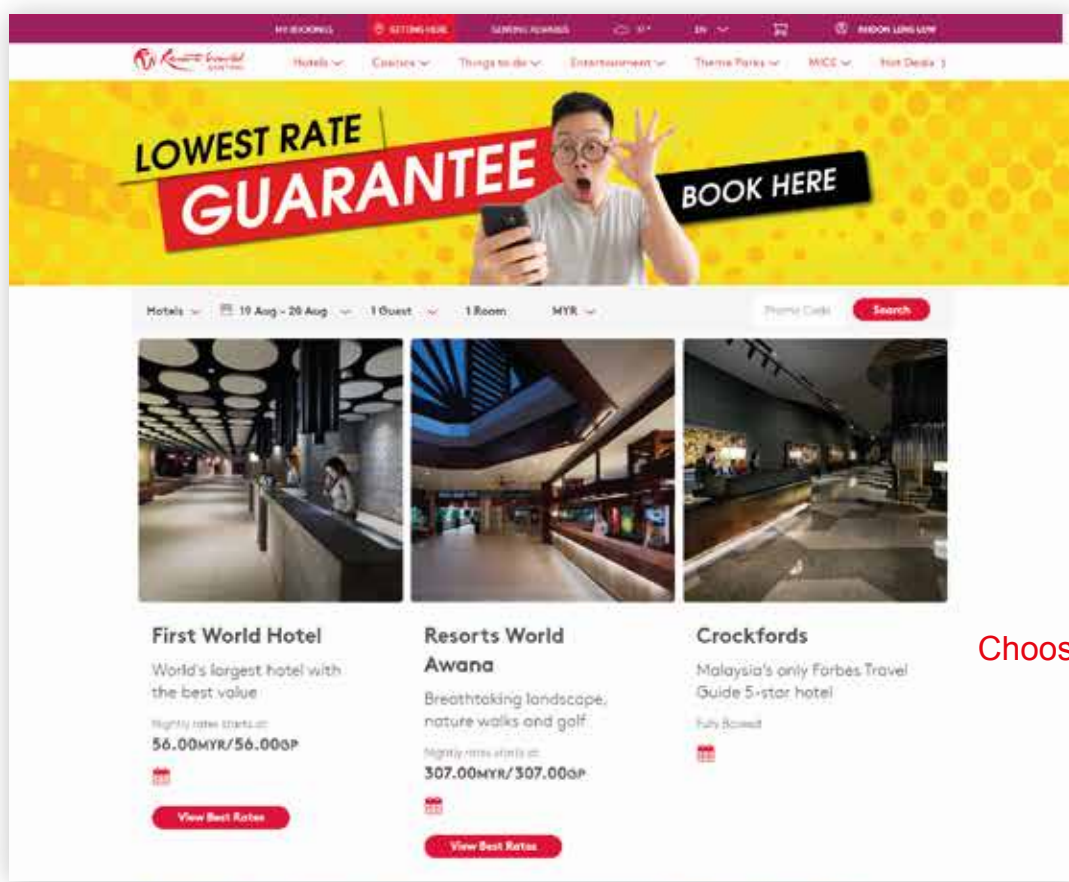 MY BOOKINGS GETTING HERE GENTING REWARDS EN
Resorts World
GENTING
Hotels Casinos Things to do Entertainment Theme Parks MICE Hot Deals
LOWEST RATE
GUARANTEE
BOOK HERE
Hotels 19 Aug - 20 Aug 1 Guest 1 Room MYR Promo Code Search
First World Hotel
World's largest hotel with
the best value
Nightly rates starts at:
56.00MYR/56.00GP
View Best Rates
Resorts World
Awana
Breathtaking landscape,
nature walks and golf
Nightly rates starts at:
307.00MYR/307.00GP
View Best Rates
Crockfords
Malaysia's only Forbes Travel
Guide 5-star hotel
Fully Booked
Choos